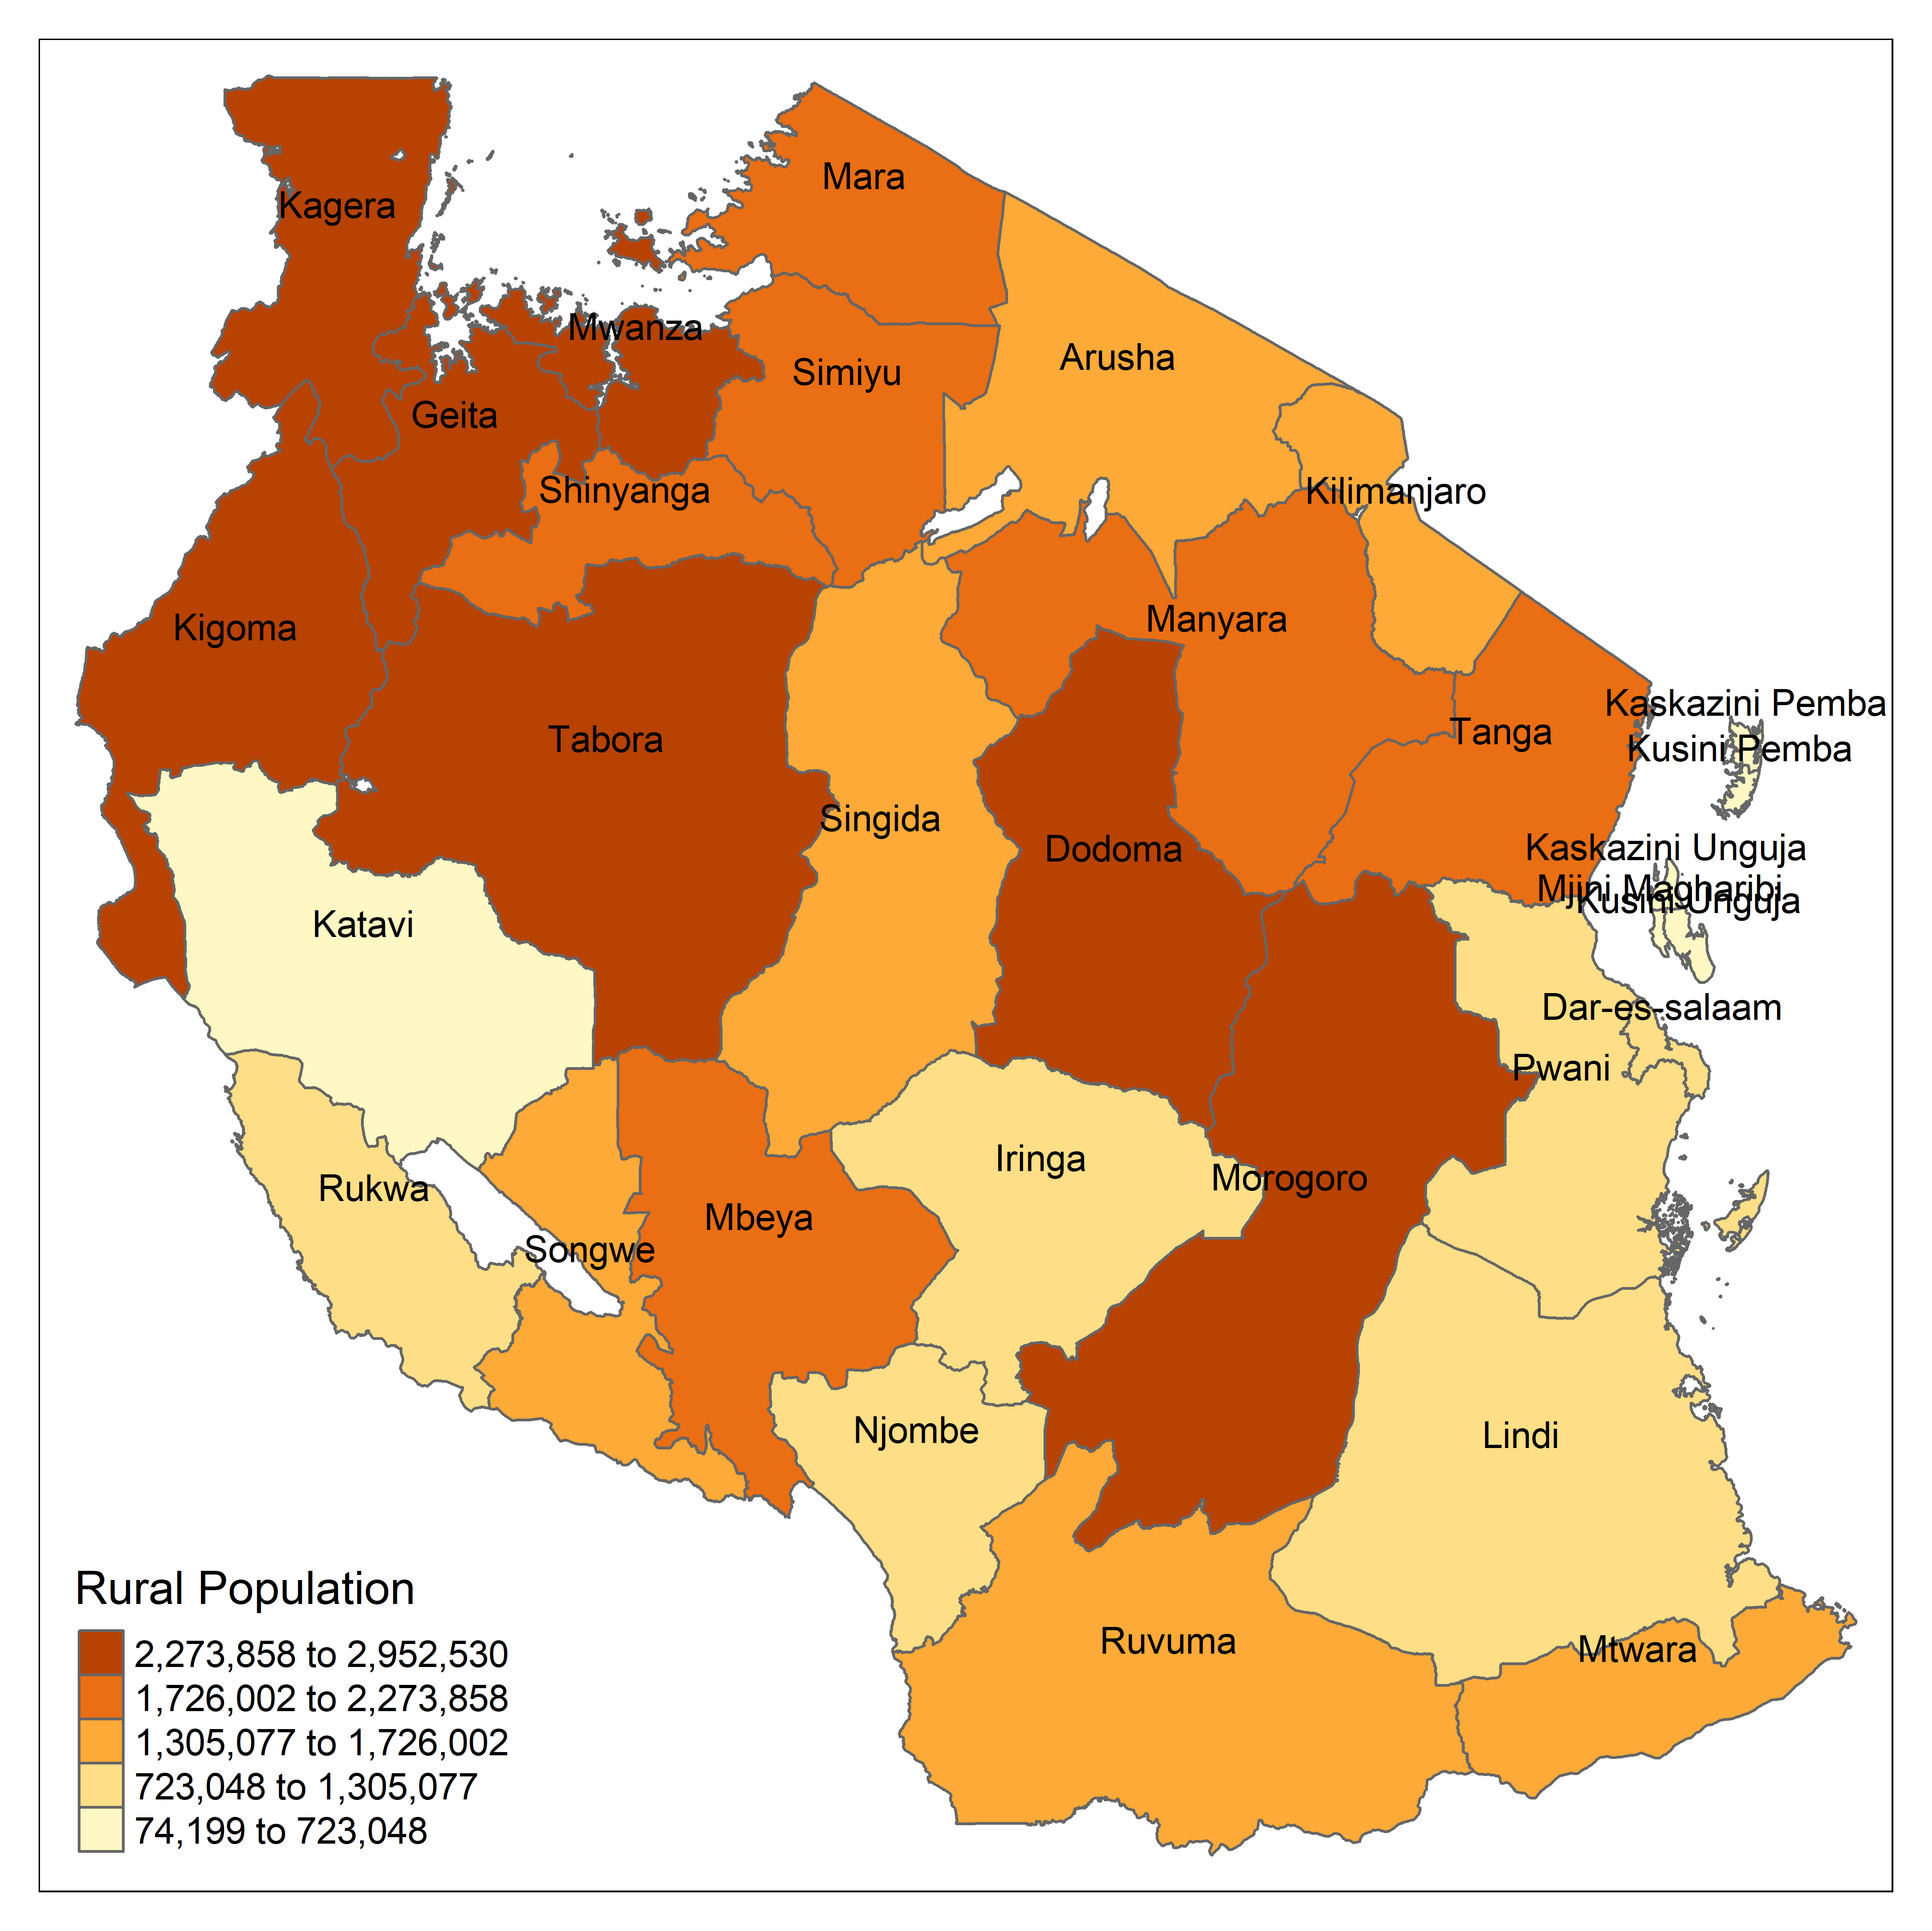 Mara
Kagera
Mwanza
Arusha
Simiyu
Geita
Shinyanga
Kilimanjaro
Manyara
Kigoma
Kaskazini Pemba
Tanga
Tabora
Kusini Pemba
Singida
Kaskazini Unguja
Dodoma
Mjini Magharibi
Kusini Unguja
Katavi
Dar-es-salaam
Pwani
Iringa
Morogoro
Rukwa
Mbeya
Songwe
Njombe
Lindi
Ruvuma
Mtwara
Rural Population
2,273,858 to 2,952,530
1,726,002 to 2,273,858
1,305,077 to 1,726,002
723,048 to 1,305,077
74,199 to 723,048